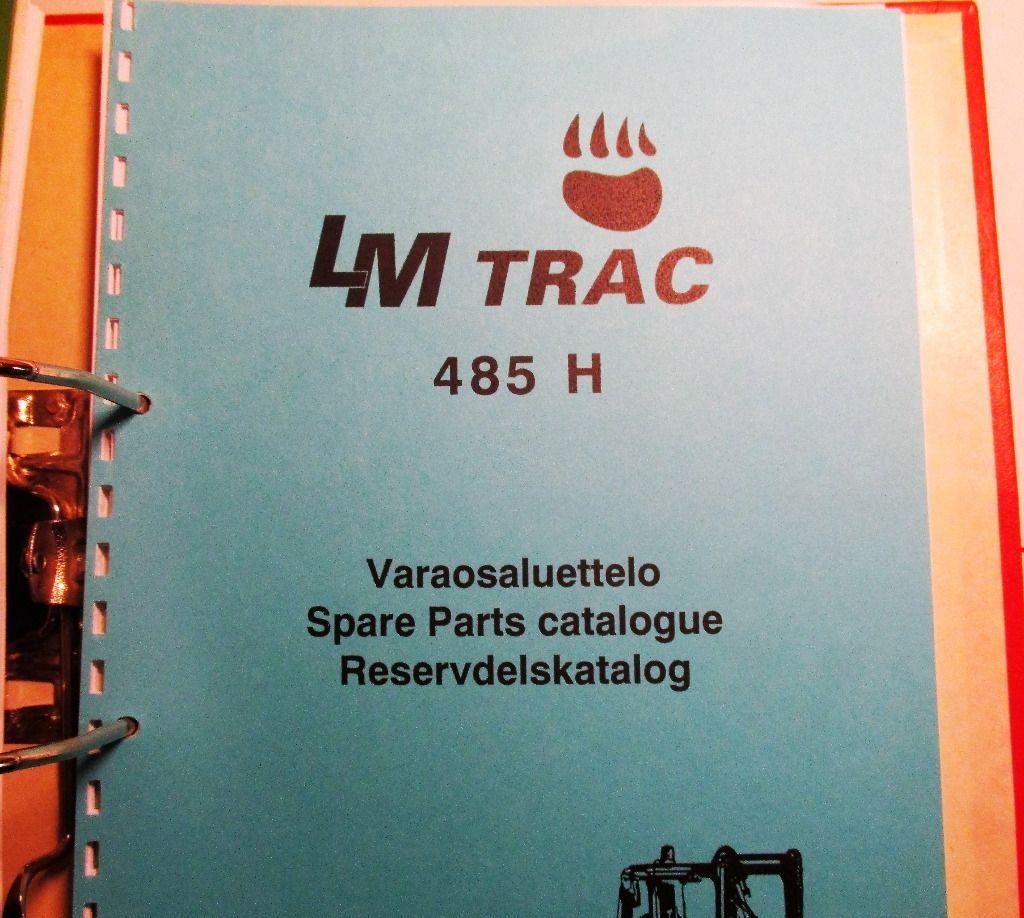 LM TRAC
485 H
Varaosaluettelo
Spare Parts catalogue
Reservdelskatalog